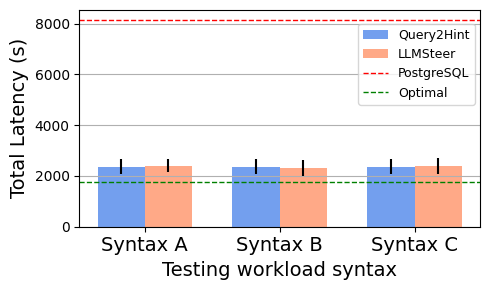 Total Latency (s)
8000
6000
4000
2000
0
Query2Hint
LLMSteer
PostgreSQL
Optimal
Syntax A
Syntax B
Syntax C
Testing workload syntax